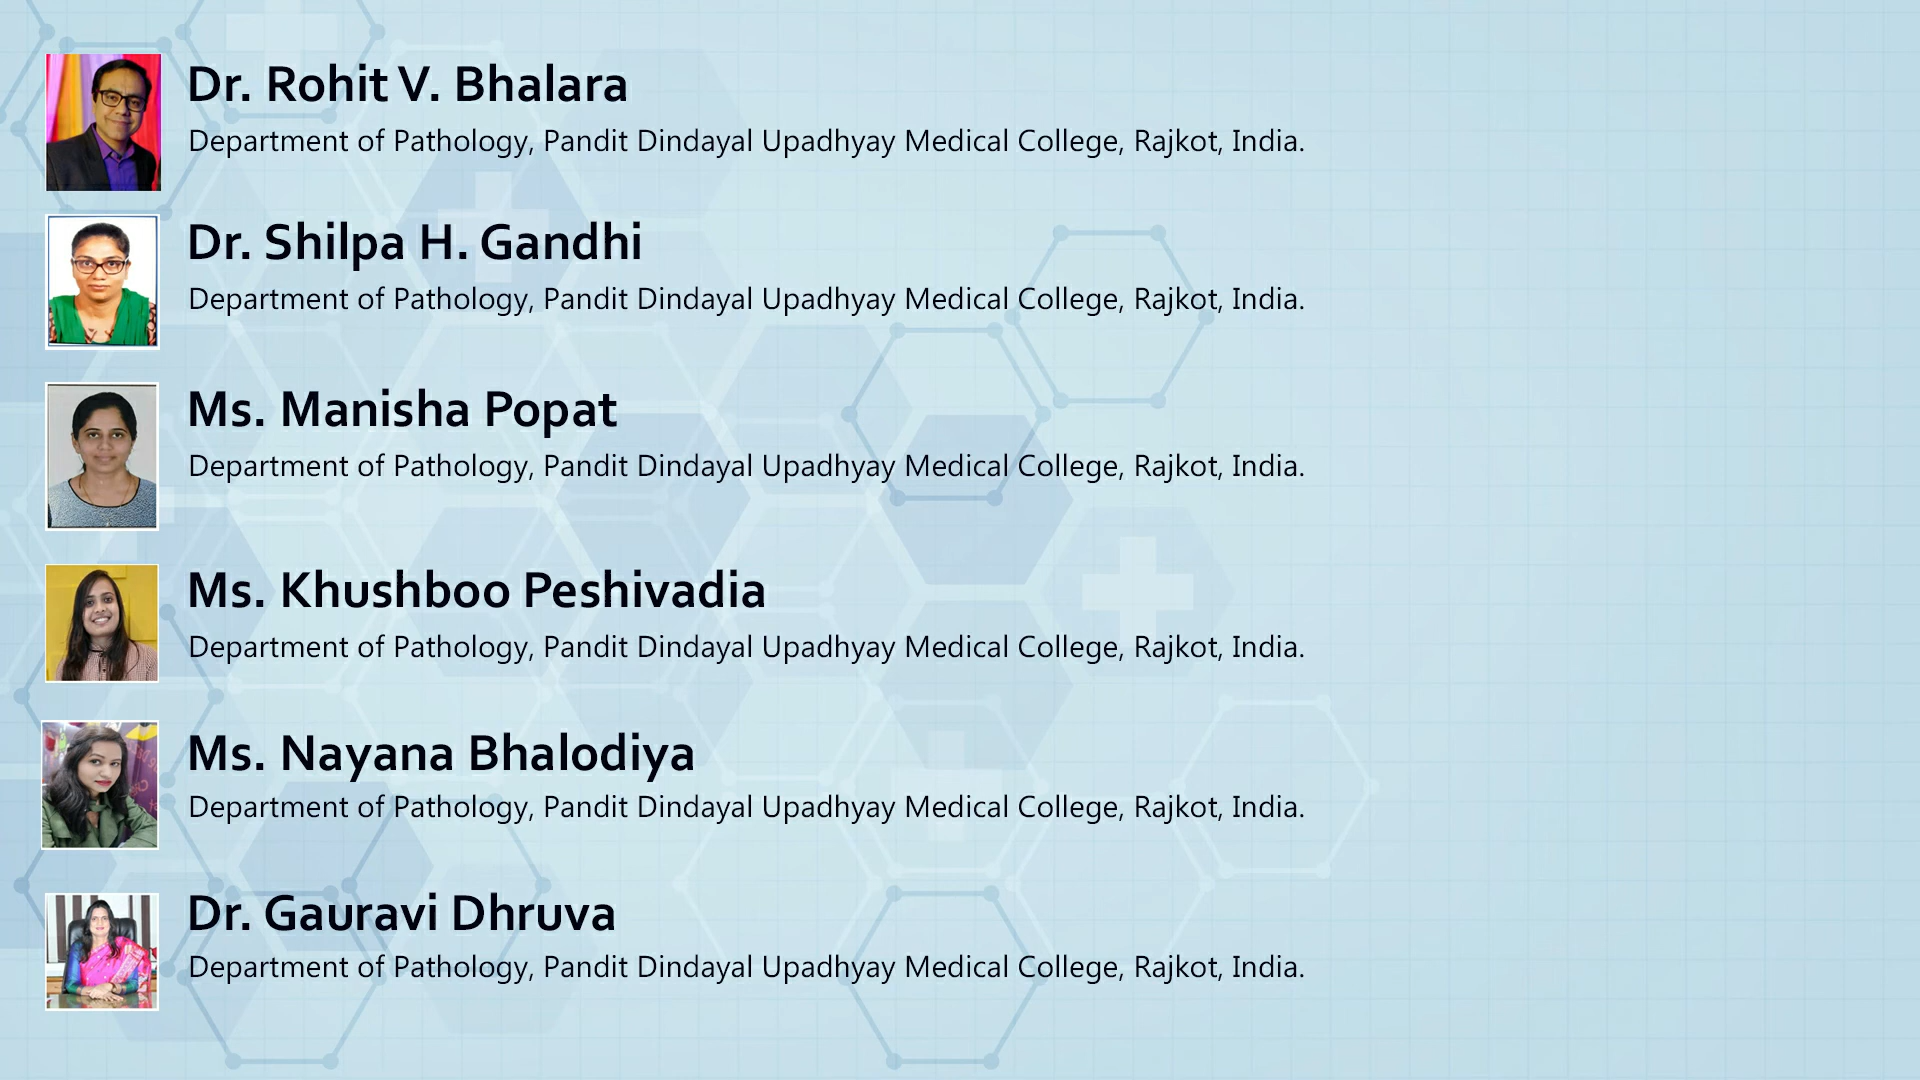 Dr. Rohit V. Bhalara
Department of Pathology, Pandit Dindayal Upadhyay Medical College, Rajkot, India.
Dr. Shilpa H. Gandhi
Department of Pathology, Pandit Dindayal Upadhyay Medical College, Rajkot, India.
Ms. Manisha Popat
Department of Pathology, Pandit Dindayal Upadhyay Medical College, Rajkot, India.
Ms. Khushboo Peshivadia
Department of Pathology, Pandit Dindayal Upadhyay Medical College, Rajkot, India.
Ms. Nayana Bhalodiya
Department of Pathology, Pandit Dindayal Upadhyay Medical College, Rajkot, India.
Dr. Gauravi Dhruva
Department of Pathology, Pandit Dindayal Upadhyay Medical College, Rajkot, India.